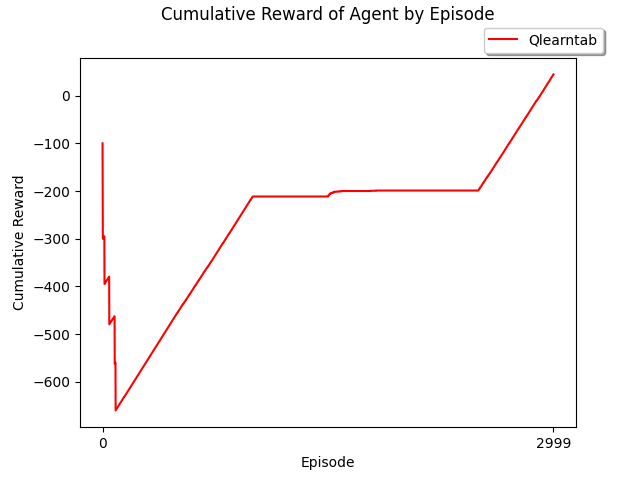 Cumulative Reward of Agent by Episode
Qlearntab
0
−100
−200
−300
−400
−500
−600
Cumulative Reward
0 2999
Episode